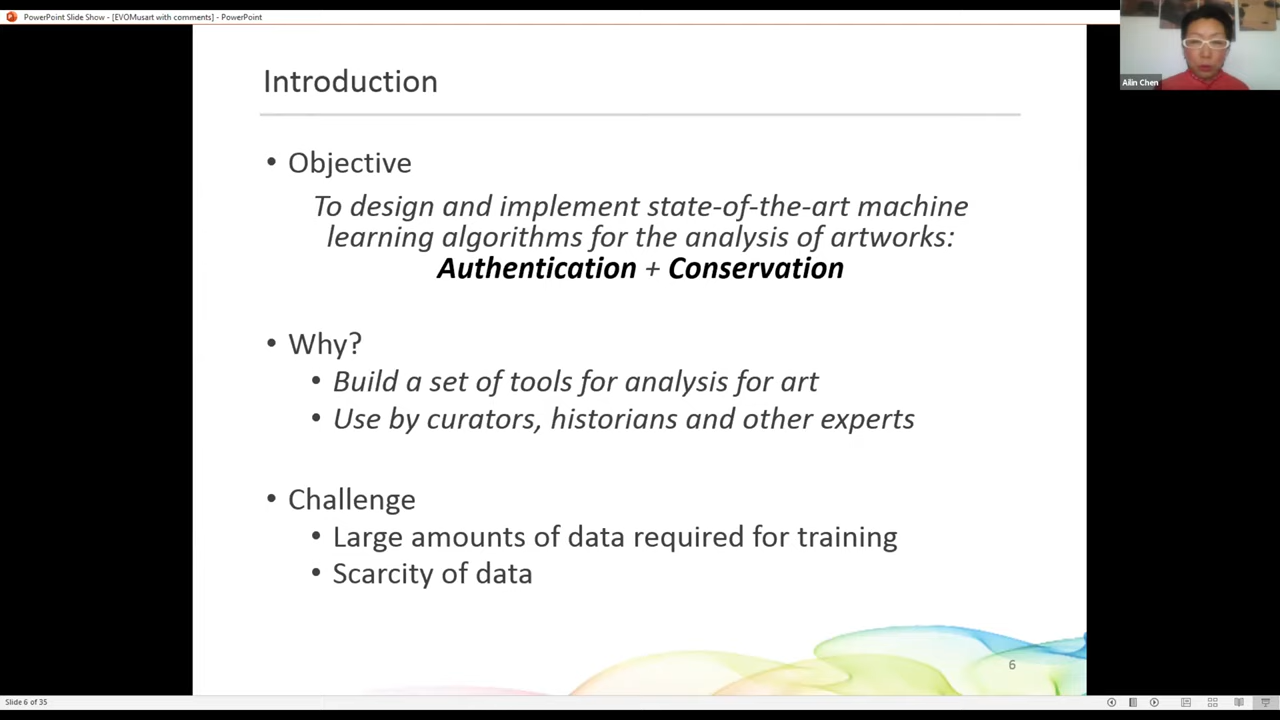 PowerPoint Slide Show - [EVOMusart with comments] - PowerPoint
Ailin Chen
Introduction
• Objective
To design and implement state-of-the-art machine
learning algorithms for the analysis of artworks:
Authentication + Conservation
• Why?
• Build a set of tools for analysis for art
• Use by curators, historians and other experts
• Challenge
• Large amounts of data required for training
• Scarcity of data
6
Slide 6 of 35